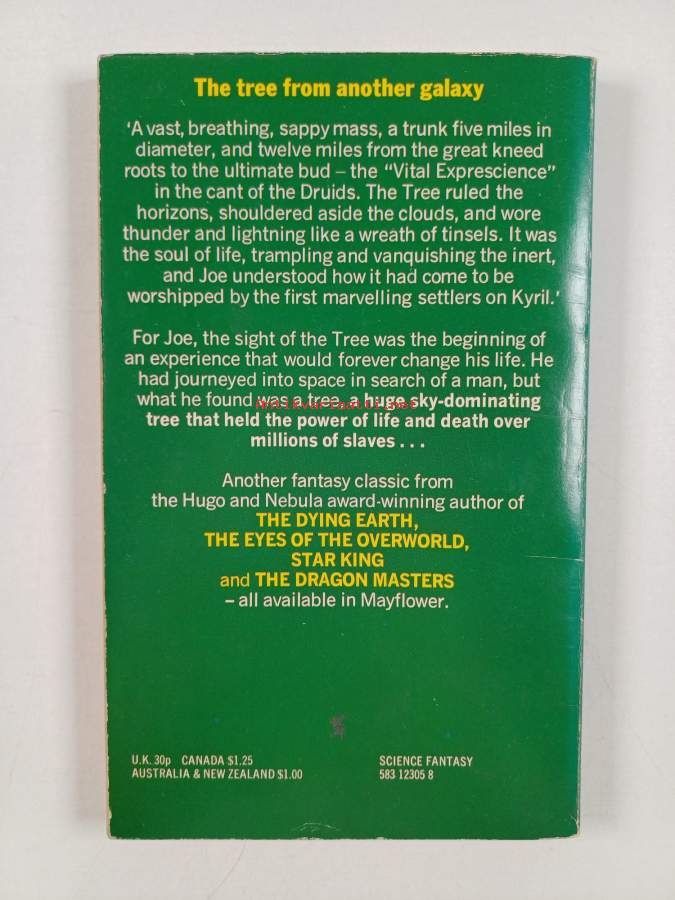 The tree from another galaxy
'A vast, breathing, sappy mass, a trunk five miles in
diameter, and twelve miles from the great kneed
roots to the ultimate bud – the "Vital Exprescience"
in the cant of the Druids. The Tree ruled the
horizons, shouldered aside the clouds, and wore
thunder and lightning like a wreath of tinsels. It was
the soul of life, trampling and vanquishing the inert,
and Joe understood how it had come to be
worshipped by the first marvelling settlers on Kyril.'
For Joe, the sight of the Tree was the beginning of
an experience that would forever change his life. He
had journeyed into space in search of a man, but
what he found was a tree, a huge sky-dominating
tree that held the power of life and death over
millions of slaves . . .
Another fantasy classic from
the Hugo and Nebula award-winning author of
THE DYING EARTH,
THE EYES OF THE OVERWORLD,
STAR KING
and THE DRAGON MASTERS
– all available in Mayflower.
U.K. 30p CANADA $1.25
AUSTRALIA & NEW ZEALAND $1.00
SCIENCE FANTASY
583 12305 8